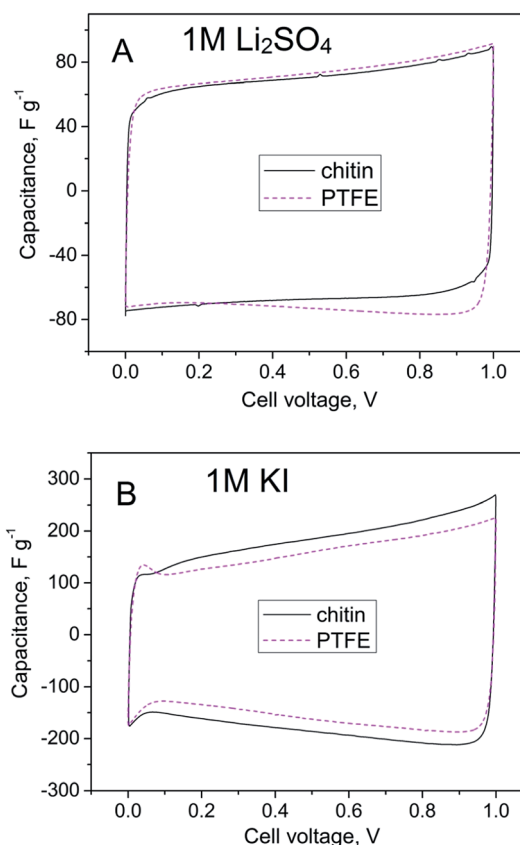 A
1M Li₂SO₄
Capacitance, F g⁻¹
80
40
0
-40
-80
chitin
PTFE
0.0 0.2 0.4 0.6 0.8 1.0
Cell voltage, V
B
1M KI
Capacitance, F g⁻¹
300
200
100
0
-100
-200
-300
chitin
PTFE
0.0 0.2 0.4 0.6 0.8 1.0
Cell voltage, V